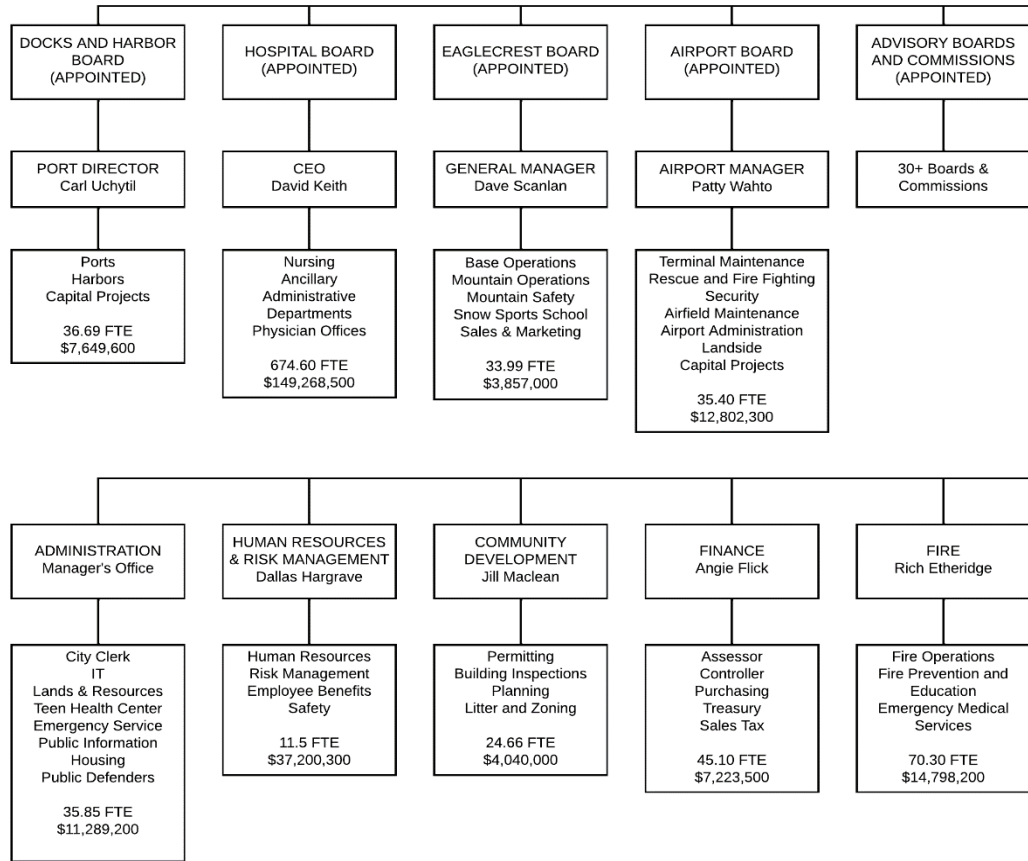 DOCKS AND HARBOR
BOARD
(APPOINTED)
HOSPITAL BOARD
(APPOINTED)
EAGLECREST BOARD
(APPOINTED)
AIRPORT BOARD
(APPOINTED)
ADVISORY BOARDS
AND COMMISSIONS
(APPOINTED)
PORT DIRECTOR
Carl Uchytil
CEO
David Keith
GENERAL MANAGER
Dave Scanlan
AIRPORT MANAGER
Patty Wahto
30+ Boards &
Commissions
Ports
Harbors
Capital Projects
36.69 FTE
$7,649,600
Nursing
Ancillary
Administrative
Departments
Physician Offices
674.60 FTE
$149,268,500
Base Operations
Mountain Operations
Mountain Safety
Snow Sports School
Sales & Marketing
33.99 FTE
$3,857,000
Terminal Maintenance
Rescue and Fire Fighting
Security
Airfield Maintenance
Airport Administration
Landside
Capital Projects
35.40 FTE
$12,802,300
ADMINISTRATION
Manager's Office
HUMAN RESOURCES
& RISK MANAGEMENT
Dallas Hargrave
COMMUNITY
DEVELOPMENT
Jill Maclean
FINANCE
Angie Flick
FIRE
Rich Etheridge
City Clerk
IT
Lands & Resources
Teen Health Center
Emergency Service
Public Information
Housing
Public Defenders
35.85 FTE
$11,289,200
Human Resources
Risk Management
Employee Benefits
Safety
11.5 FTE
$37,200,300
Permitting
Building Inspections
Planning
Litter and Zoning
24.66 FTE
$4,040,000
Assessor
Controller
Purchasing
Treasury
Sales Tax
45.10 FTE
$7,223,500
Fire Operations
Fire Prevention and
Education
Emergency Medical
Services
70.30 FTE
$14,798,200